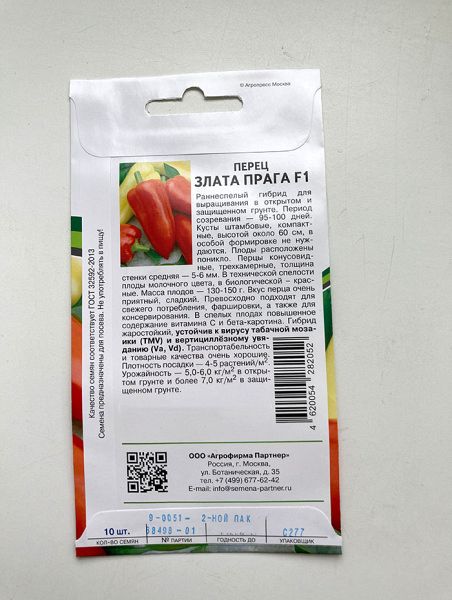 © Агропресс Москва
ПЕРЕЦ
ЗЛАТА ПРАГА F1
Раннеспелый гибрид для
выращивания в открытом и
защищенном грунте. Период
созревания — 95-100 дней.
Кусты штамбовые, компакт-
ные, высотой около 60 см, в
особой формировке не нуж-
даются. Плоды расположены
пониклo. Перцы конусовид-
ные, трехкамерные, толщина
стенки средняя — 5-6 мм. В технической спелости
плоды молочного цвета, в биологической – крас-
ные. Масса плодов — 130-150 г. Вкус перца очень
приятный, сладкий. Превосходно подходят для
свежего потребления, фаршировки, а также для
консервирования. В спелых плодах повышенное
содержание витамина С и бета-каротина. Гибрид
жаростойкий, устойчив к вирусу табачной моза-
ики (TMV) и вертициллёзному увя-
данию (Va, Vd). Транспортабельность
и товарные качества очень хорошие.
Плотность посадки — 4-5 растений/м².
Урожайность — 5,0-6,0 кг/м² в откры-
том грунте и более 7,0 кг/м² в защи-
щенном грунте.
Качество семян соответствует ГОСТ 32592-2013
Семена предназначены для посева. Не употреблять в пищу!
4 620054 282052
ООО «Агрофирма Партнер»
Россия, г. Москва,
ул. Ботаническая, д. 35
тел. +7 (499) 677-62-42
E-mail: info@semena-partner.ru
9-0051- 2-НОЙ ПАК
10 шт. 68498-01 С277
КОЛ-ВО СЕМЯН № ПАРТИИ ГОДНОСТЬ ДО УПАКОВЩИК